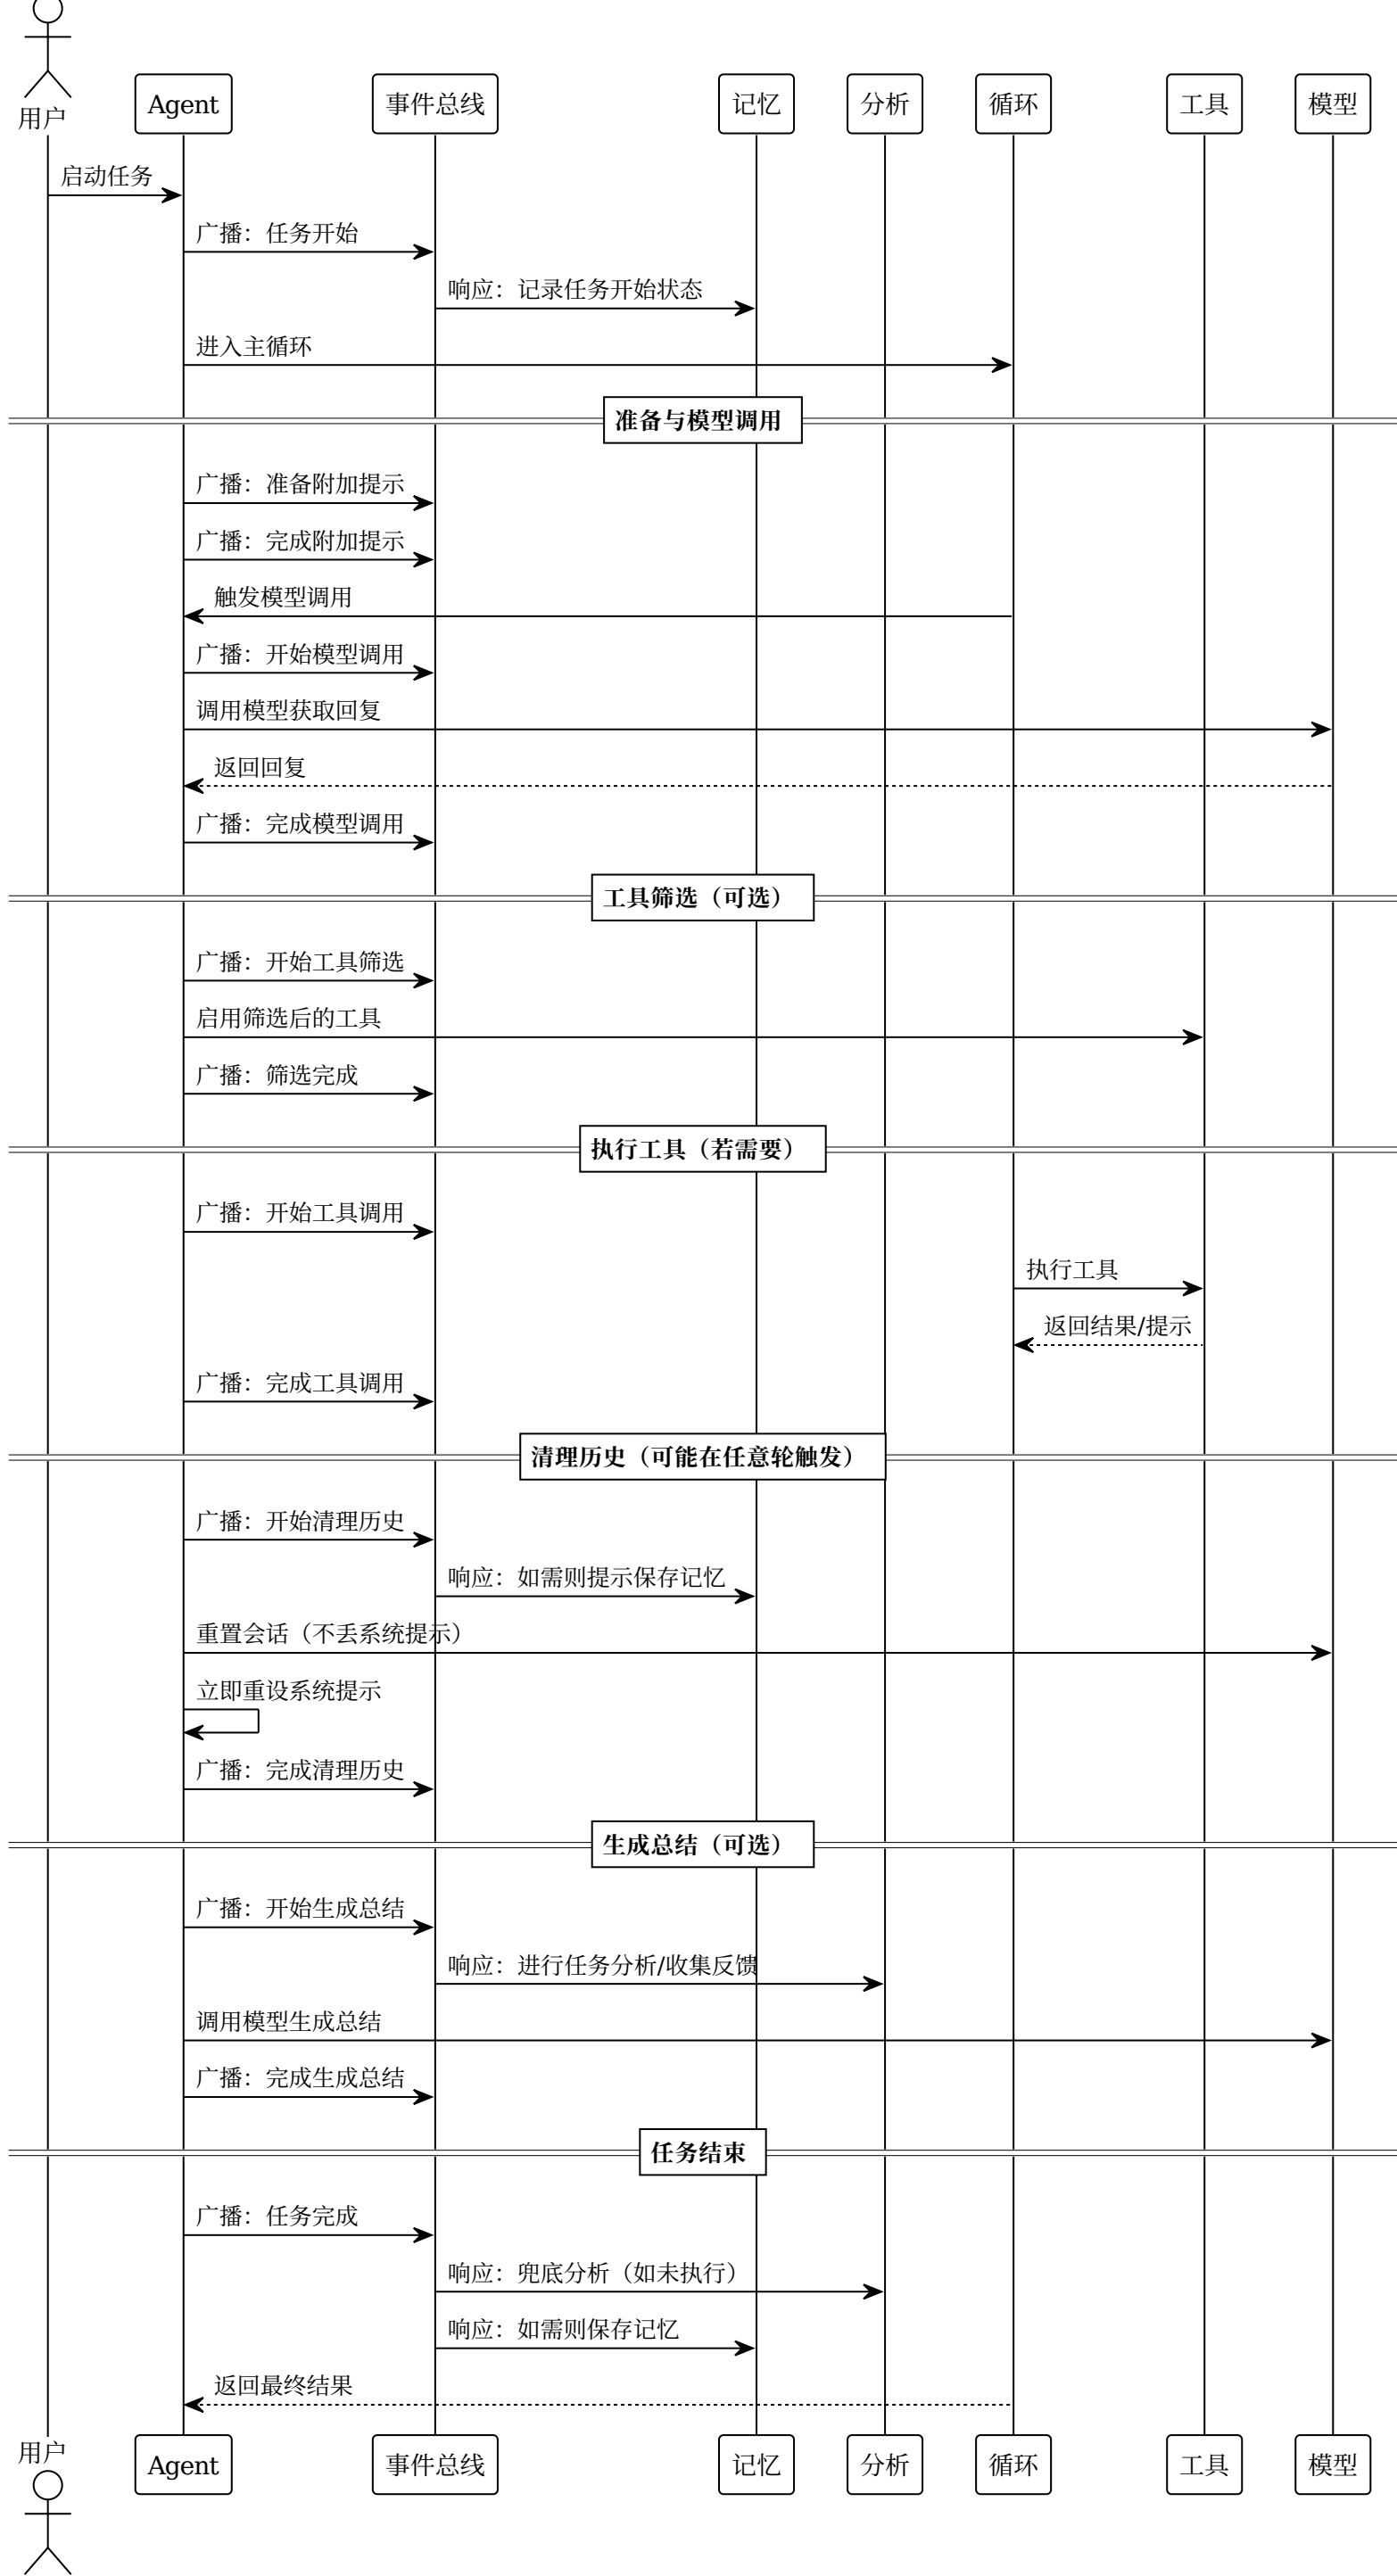 用户
Agent
事件总线
记忆
分析
循环
工具
模型
启动任务
广播：任务开始
响应：记录任务开始状态
进入主循环
准备与模型调用
广播：准备附加提示
广播：完成附加提示
触发模型调用
广播：开始模型调用
调用模型获取回复
返回回复
广播：完成模型调用
工具筛选（可选）
广播：开始工具筛选
启用筛选后的工具
广播：筛选完成
执行工具（若需要）
广播：开始工具调用
执行工具
返回结果/提示
广播：完成工具调用
清理历史（可能在任意轮触发）
广播：开始清理历史
响应：如需则提示保存记忆
重置会话（不丢系统提示）
立即重设系统提示
广播：完成清理历史
生成总结（可选）
广播：开始生成总结
响应：进行任务分析/收集反馈
调用模型生成总结
广播：完成生成总结
任务结束
广播：任务完成
响应：兜底分析（如未执行）
响应：如需则保存记忆
返回最终结果
用户
Agent
事件总线
记忆
分析
循环
工具
模型